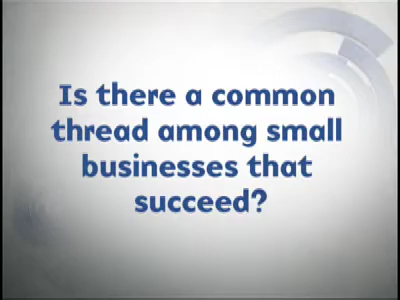 Is there a common
thread among small
businesses that
succeed?